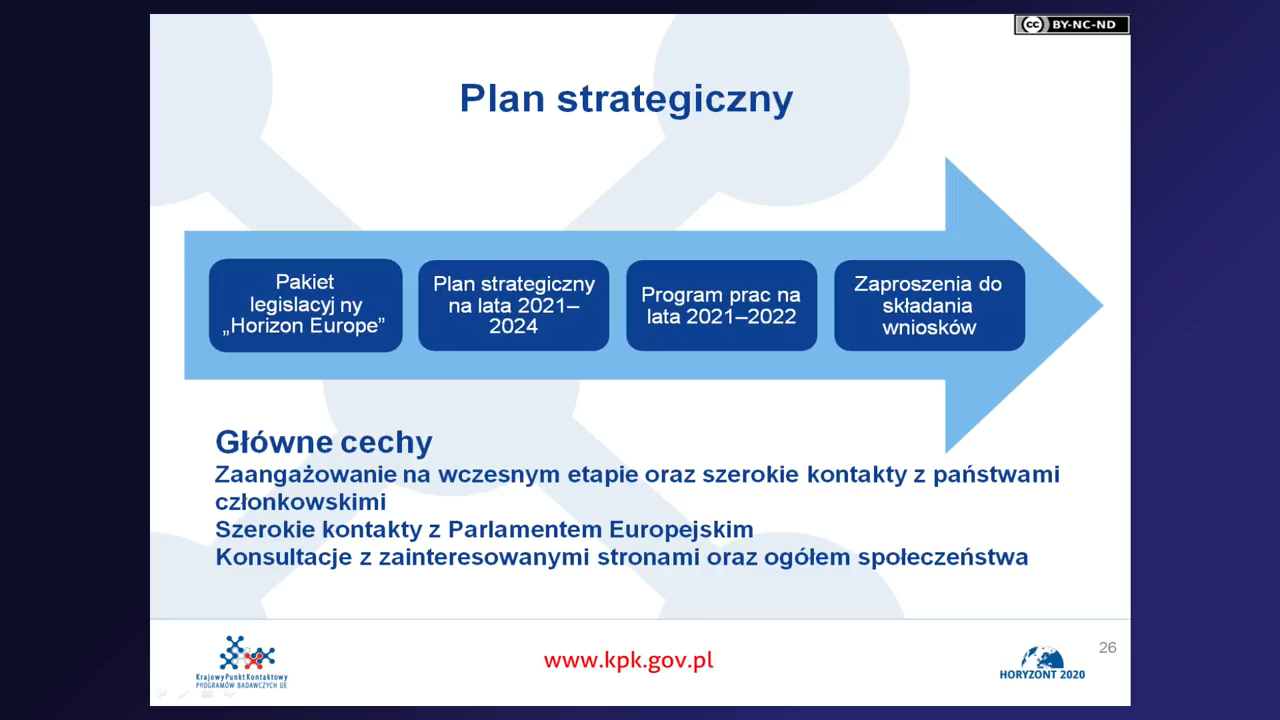 BY-NC-ND
Plan strategiczny
Pakiet
legislacyj ny
„Horizon Europe”
Plan strategiczny
na lata 2021–
2024
Program prac na
lata 2021–2022
Zaproszenia do
składania
wniosków
Główne cechy
Zaangażowanie na wczesnym etapie oraz szerokie kontakty z państwami
członkowskimi
Szerokie kontakty z Parlamentem Europejskim
Konsultacje z zainteresowanymi stronami oraz ogółem społeczeństwa
Krajowy Punkt Kontaktowy
PROGRAMÓW BADAWCZYCH UE
www.kpk.gov.pl
HORYZONT 2020
26